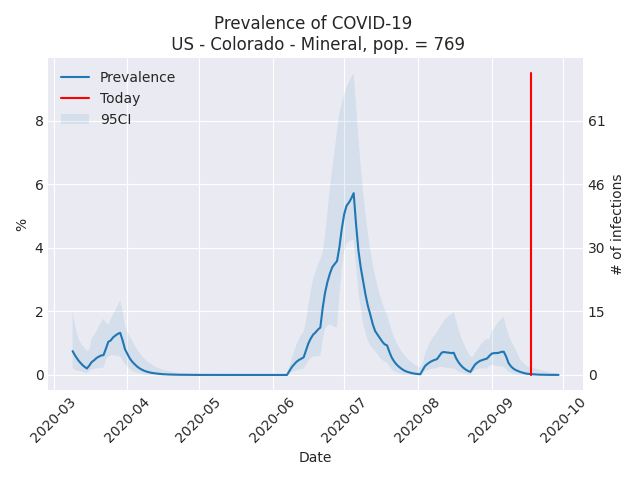 Prevalence of COVID-19
US - Colorado - Mineral, pop. = 769
Prevalence
Today
95CI
8
6
4
2
0
%
61
46
30
15
0
# of infections
2020-03
2020-04
2020-05
2020-06
2020-07
2020-08
2020-09
2020-10
Date